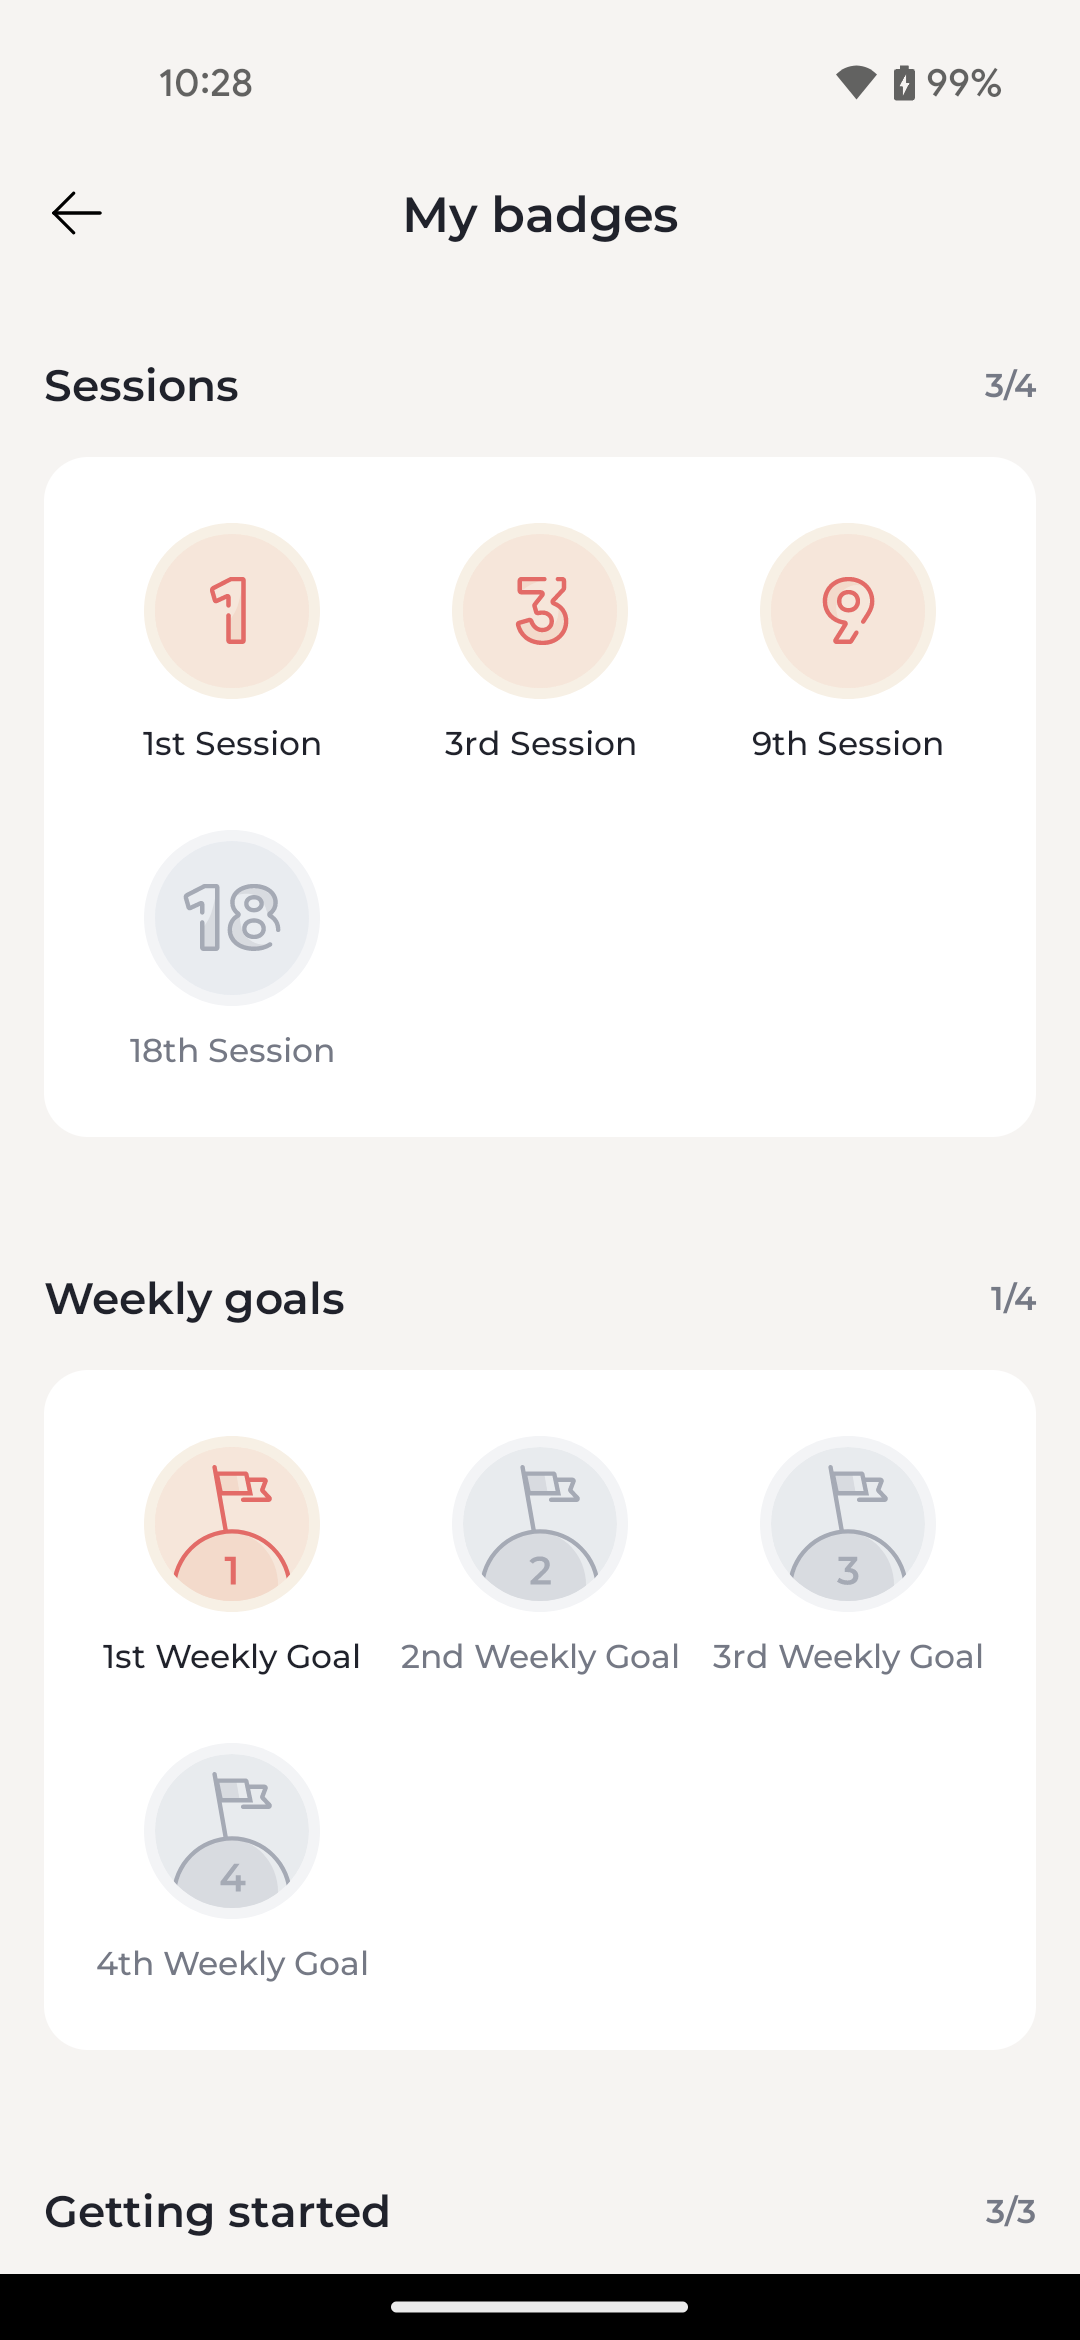 10:28
99%
My badges
Sessions
3/4
1
3
9
1st Session
3rd Session
9th Session
18
18th Session
Weekly goals
1/4
1
2
3
1st Weekly Goal
2nd Weekly Goal
3rd Weekly Goal
4
4th Weekly Goal
Getting started
3/3